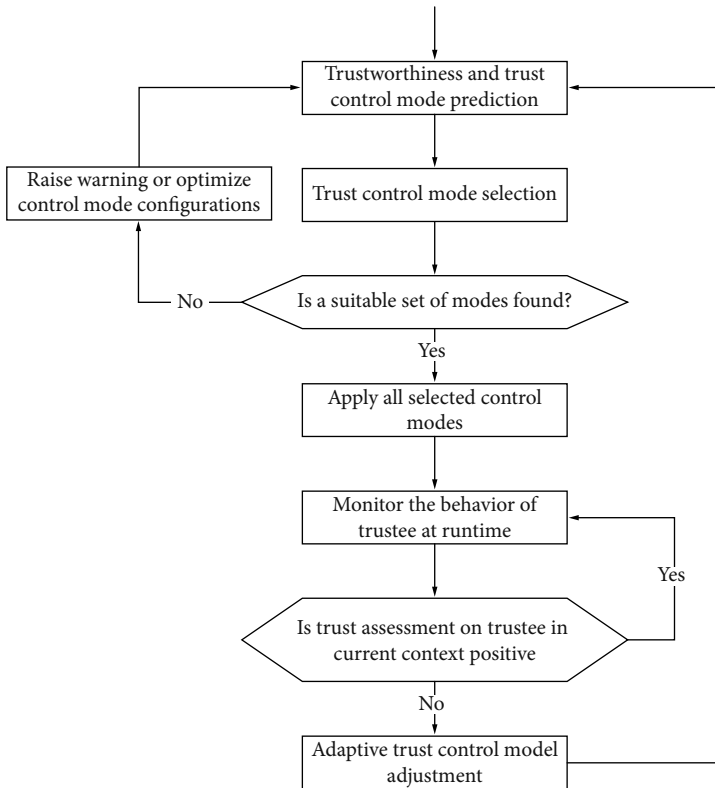 Trustworthiness and trust
control mode prediction
Raise warning or optimize
control mode configurations
Trust control mode selection
No
Is a suitable set of modes found?
Yes
Apply all selected control
modes
Monitor the behavior of
trustee at runtime
Yes
Is trust assessment on trustee in
current context positive
No
Adaptive trust control model
adjustment